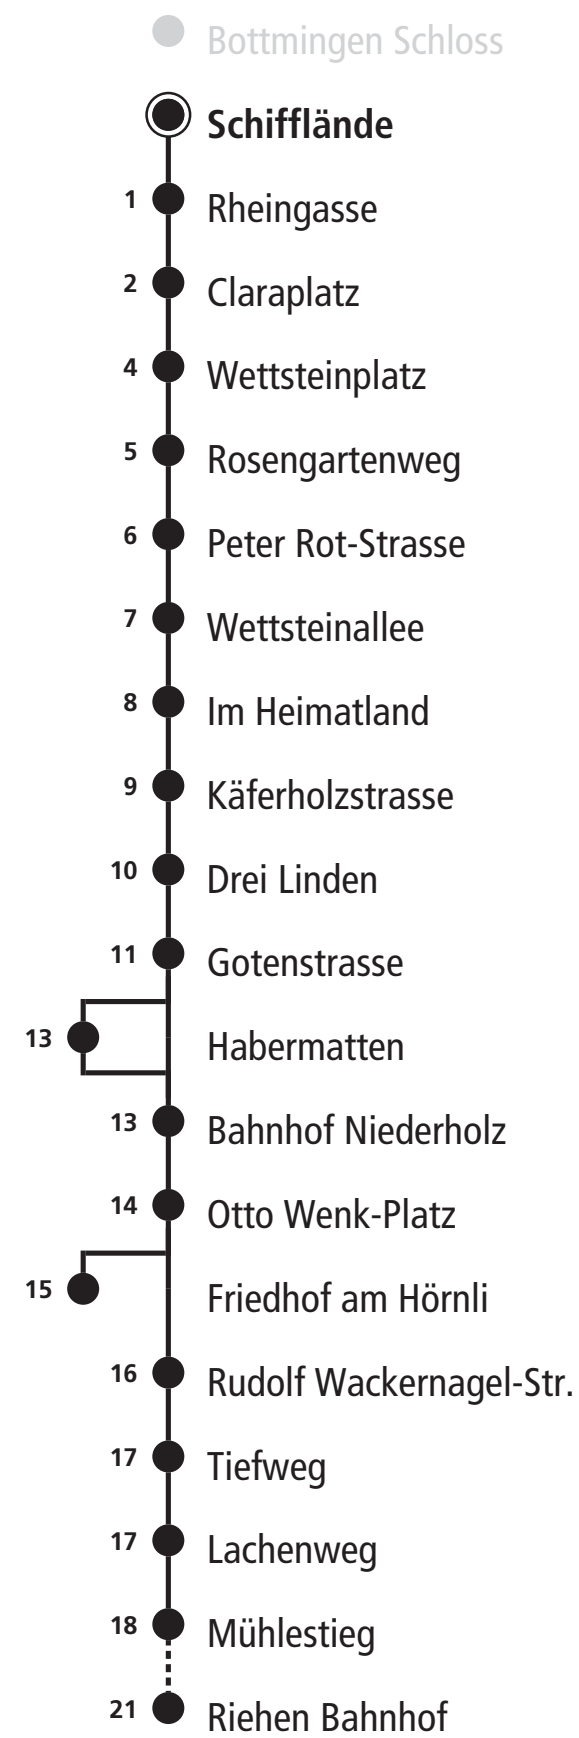 Bottmingen Schloss
Schifflände
1 Rheingasse
2 Claraplatz
4 Wettsteinplatz
5 Rosengartenweg
6 Peter Rot-Strasse
7 Wettsteinallee
8 Im Heimatland
9 Käferholzstrasse
10 Drei Linden
11 Gotenstrasse
13 Habermatten
13 Bahnhof Niederholz
14 Otto Wenk-Platz
15 Friedhof am Hörnli
16 Rudolf Wackernagel-Str.
17 Tiefweg
17 Lachenweg
18 Mühlestieg
21 Riehen Bahnhof